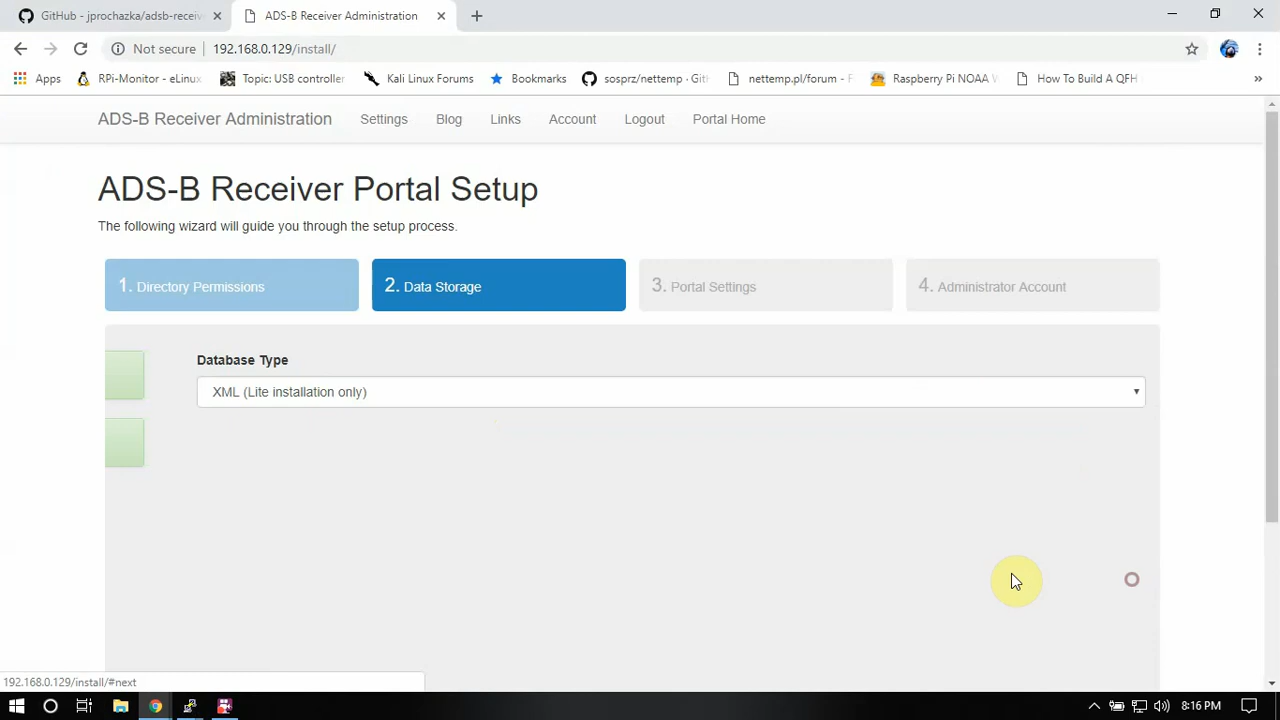 GitHub - jprochazka/adsb-receiv
ADS-B Receiver Administration
Not secure
192.168.0.129/install/
Apps
RPi-Monitor - eLinux
Topic: USB controller
Kali Linux Forums
Bookmarks
sosprz/nettemp · Git
nettemp.pl/forum - F
Raspberry Pi NOAA W
How To Build A QFH
»
ADS-B Receiver Administration
Settings
Blog
Links
Account
Logout
Portal Home
ADS-B Receiver Portal Setup
The following wizard will guide you through the setup process.
1. Directory Permissions
2. Data Storage
3. Portal Settings
4. Administrator Account
Database Type
XML (Lite installation only)
192.168.0.129/install/#next
8:16 PM